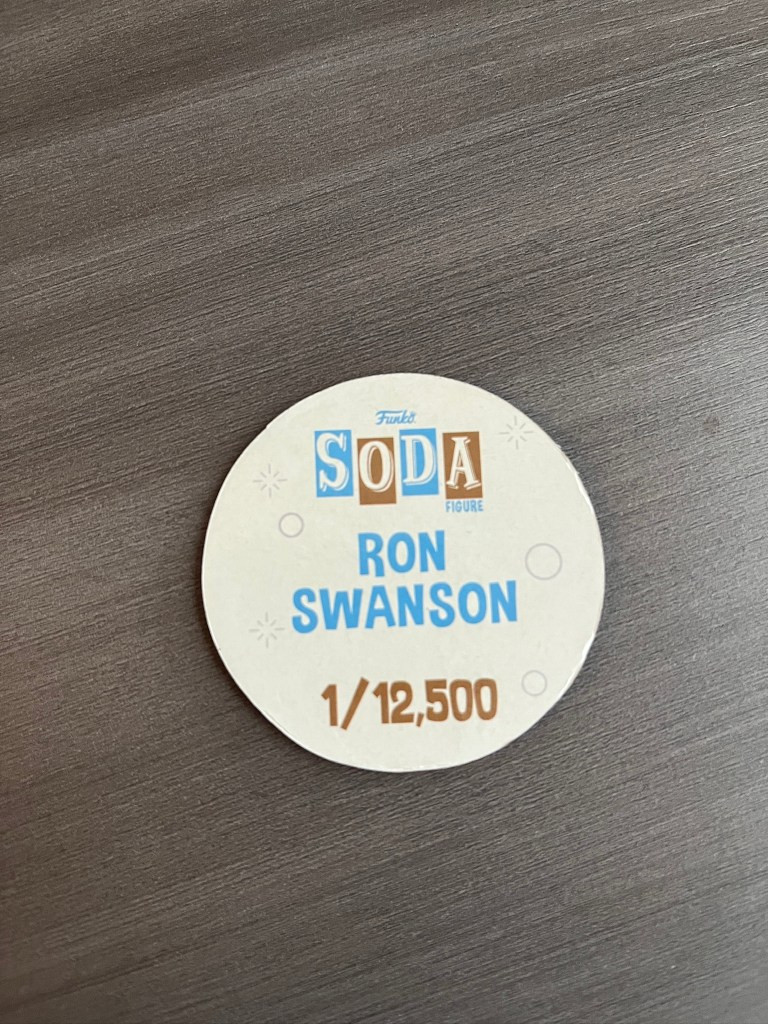 Funko
SODA
FIGURE
RON
SWANSON
1/12,500